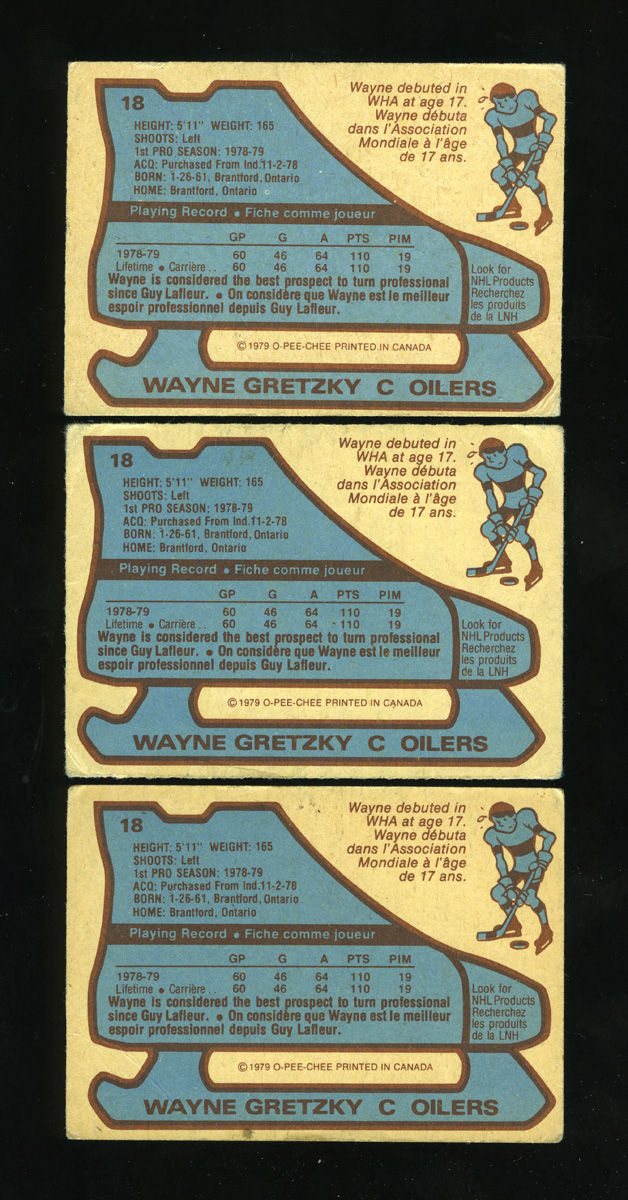 Wayne debuted in
WHA at age 17.
Wayne débuta
dans l'Association
Mondiale à l'âge
de 17 ans.
18
HEIGHT: 5'11" WEIGHT: 165
SHOOTS: Left
1st PRO SEASON: 1978-79
ACQ: Purchased From Ind.11-2-78
BORN: 1-26-61, Brantford, Ontario
HOME: Brantford, Ontario
Playing Record • Fiche comme joueur
GP G A PTS PIM
1978-79 60 46 64 110 19
Lifetime • Carrière .. 60 46 64 110 19
Wayne is considered the best prospect to turn professional
since Guy Lafleur. • On considère que Wayne est le meilleur
espoir professionnel depuis Guy Lafleur.
Look for
NHL Products
Recherchez
les produits
de la LNH
© 1979 O-PEE-CHEE PRINTED IN CANADA
WAYNE GRETZKY C OILERS
Wayne debuted in
WHA at age 17.
Wayne débuta
dans l'Association
Mondiale à l'âge
de 17 ans.
18
HEIGHT: 5'11" WEIGHT: 165
SHOOTS: Left
1st PRO SEASON: 1978-79
ACQ: Purchased From Ind.11-2-78
BORN: 1-26-61, Brantford, Ontario
HOME: Brantford, Ontario
Playing Record • Fiche comme joueur
GP G A PTS PIM
1978-79 60 46 64 110 19
Lifetime • Carrière .. 60 46 64 110 19
Wayne is considered the best prospect to turn professional
since Guy Lafleur. • On considère que Wayne est le meilleur
espoir professionnel depuis Guy Lafleur.
Look for
NHL Products
Recherchez
les produits
de la LNH
© 1979 O-PEE-CHEE PRINTED IN CANADA
WAYNE GRETZKY C OILERS
Wayne debuted in
WHA at age 17.
Wayne débuta
dans l'Association
Mondiale à l'âge
de 17 ans.
18
HEIGHT: 5'11" WEIGHT: 165
SHOOTS: Left
1st PRO SEASON: 1978-79
ACQ: Purchased From Ind.11-2-78
BORN: 1-26-61, Brantford, Ontario
HOME: Brantford, Ontario
Playing Record • Fiche comme joueur
GP G A PTS PIM
1978-79 60 46 64 110 19
Lifetime • Carrière .. 60 46 64 110 19
Wayne is considered the best prospect to turn professional
since Guy Lafleur. • On considère que Wayne est le meilleur
espoir professionnel depuis Guy Lafleur.
Look for
NHL Products
Recherchez
les produits
de la LNH
© 1979 O-PEE-CHEE PRINTED IN CANADA
WAYNE GRETZKY C OILERS